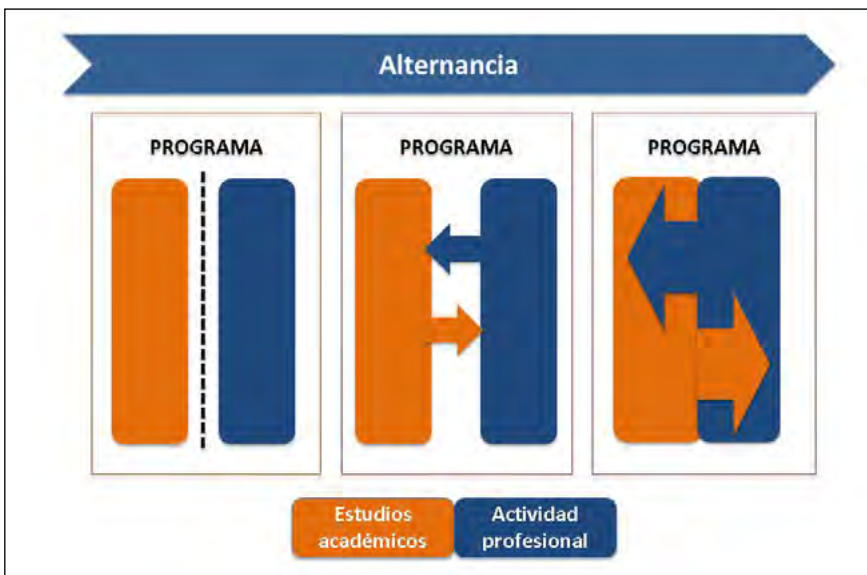 Alternancia
PROGRAMA
PROGRAMA
PROGRAMA
Estudios
académicos
Actividad
profesional